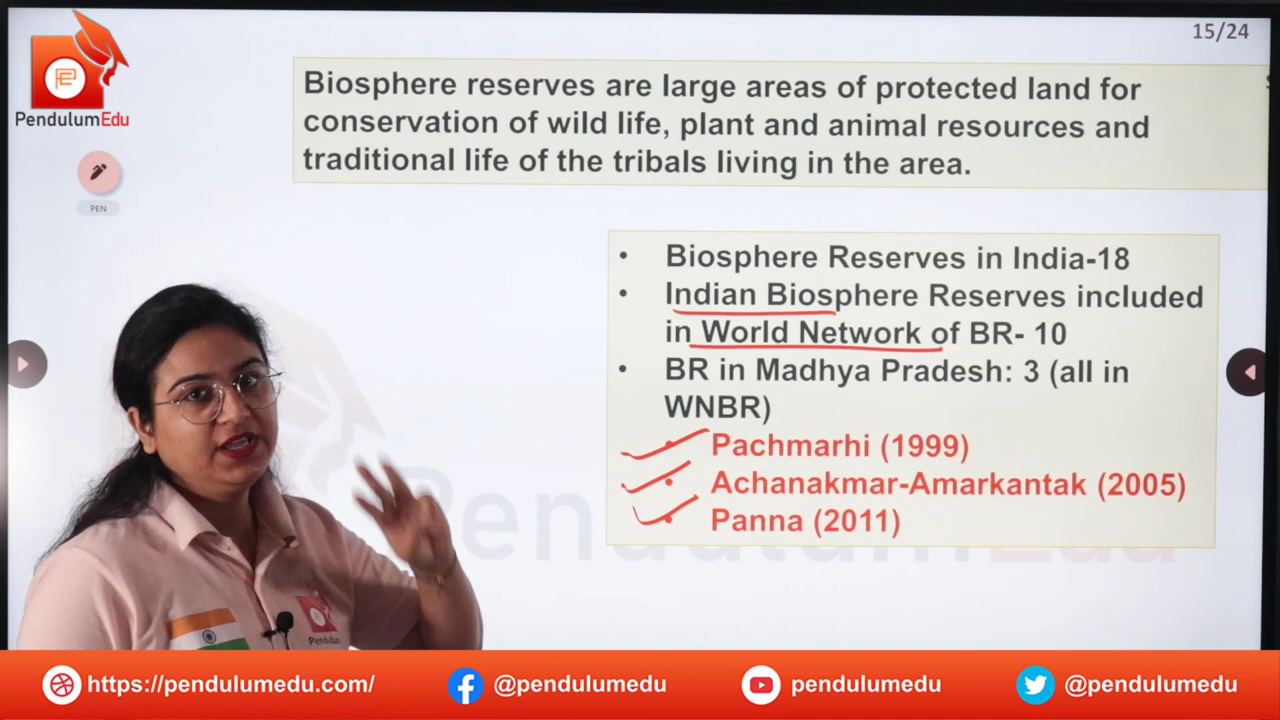 15/24
PendulumEdu
PEN
Biosphere reserves are large areas of protected land for
conservation of wild life, plant and animal resources and
traditional life of the tribals living in the area.
• Biosphere Reserves in India-18
• Indian Biosphere Reserves included
in World Network of BR- 10
• BR in Madhya Pradesh: 3 (all in
WNBR)
• Pachmarhi (1999)
• Achanakmar-Amarkantak (2005)
• Panna (2011)
PendulumEdu
https://pendulumedu.com/
@pendulumedu
pendulumedu
@pendulumedu